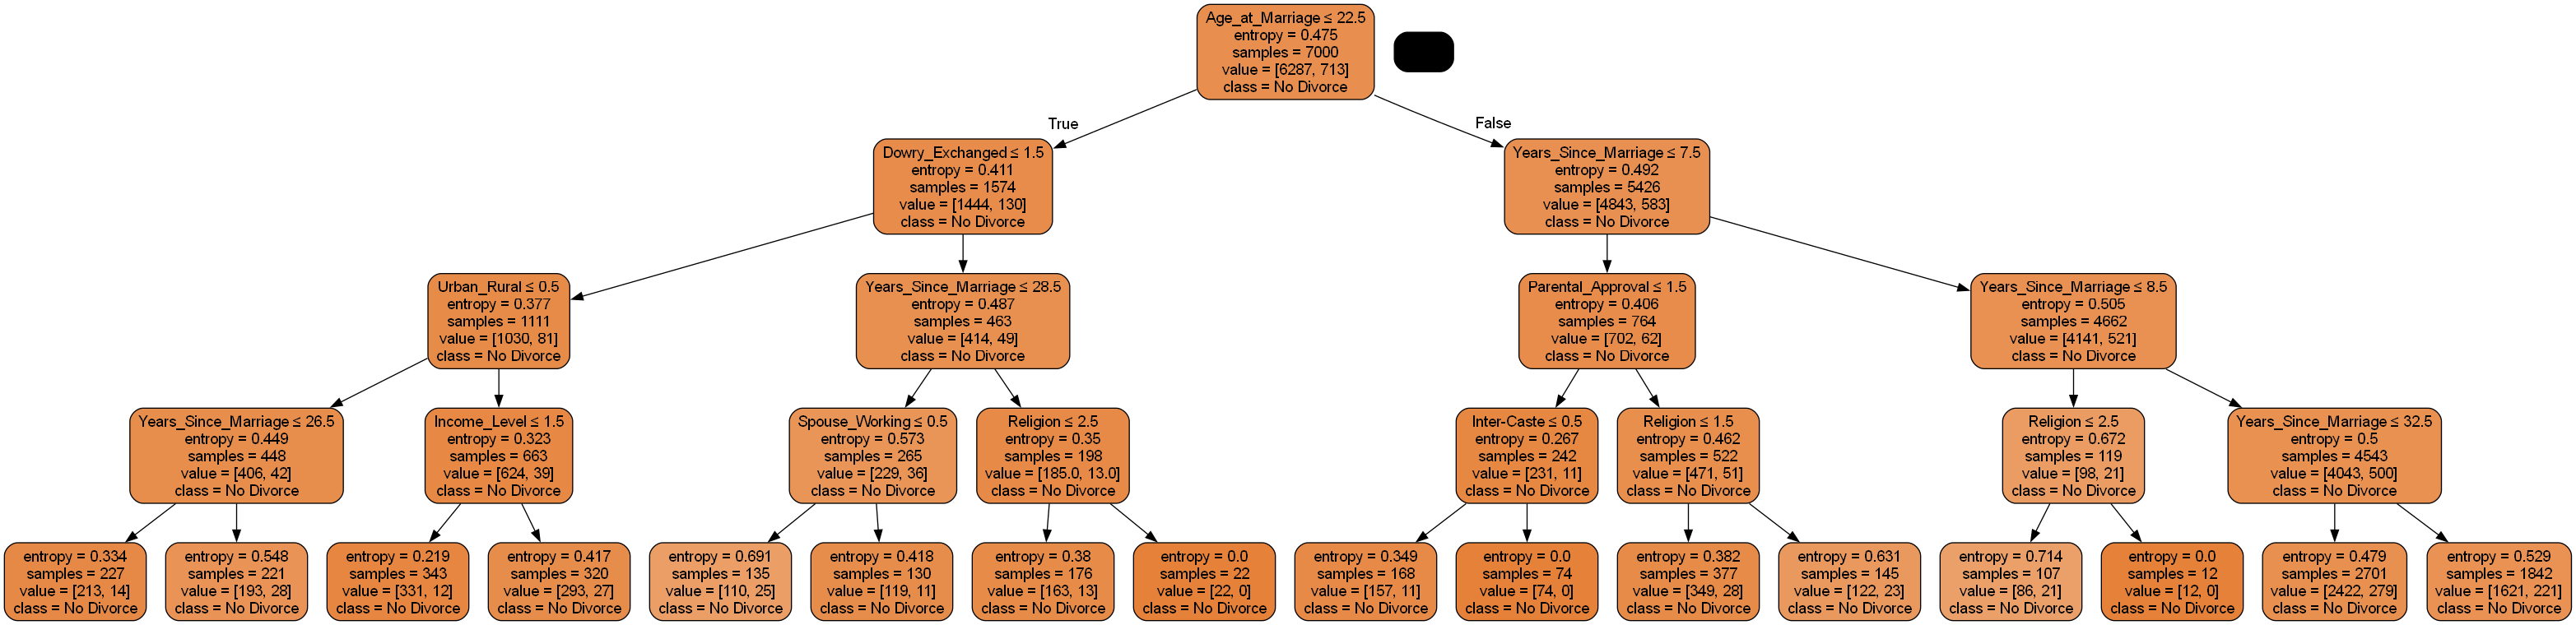 Age_at_Marriage ≤ 22.5
entropy = 0.475
samples = 7000
value = [6287, 713]
class = No Divorce
True
False
Dowry_Exchanged ≤ 1.5
entropy = 0.411
samples = 1574
value = [1444, 130]
class = No Divorce
Years_Since_Marriage ≤ 7.5
entropy = 0.492
samples = 5426
value = [4843, 583]
class = No Divorce
Urban_Rural ≤ 0.5
entropy = 0.377
samples = 1111
value = [1030, 81]
class = No Divorce
Years_Since_Marriage ≤ 28.5
entropy = 0.487
samples = 463
value = [414, 49]
class = No Divorce
Parental_Approval ≤ 1.5
entropy = 0.406
samples = 764
value = [702, 62]
class = No Divorce
Years_Since_Marriage ≤ 8.5
entropy = 0.505
samples = 4662
value = [4141, 521]
class = No Divorce
Years_Since_Marriage ≤ 26.5
entropy = 0.449
samples = 448
value = [406, 42]
class = No Divorce
Income_Level ≤ 1.5
entropy = 0.323
samples = 663
value = [624, 39]
class = No Divorce
Spouse_Working ≤ 0.5
entropy = 0.573
samples = 265
value = [229, 36]
class = No Divorce
Religion ≤ 2.5
entropy = 0.35
samples = 198
value = [185.0, 13.0]
class = No Divorce
Inter-Caste ≤ 0.5
entropy = 0.267
samples = 242
value = [231, 11]
class = No Divorce
Religion ≤ 1.5
entropy = 0.462
samples = 522
value = [471, 51]
class = No Divorce
Religion ≤ 2.5
entropy = 0.672
samples = 119
value = [98, 21]
class = No Divorce
Years_Since_Marriage ≤ 32.5
entropy = 0.5
samples = 4543
value = [4043, 500]
class = No Divorce
entropy = 0.334
samples = 227
value = [213, 14]
class = No Divorce
entropy = 0.548
samples = 221
value = [193, 28]
class = No Divorce
entropy = 0.219
samples = 343
value = [331, 12]
class = No Divorce
entropy = 0.417
samples = 320
value = [293, 27]
class = No Divorce
entropy = 0.691
samples = 135
value = [110, 25]
class = No Divorce
entropy = 0.418
samples = 130
value = [119, 11]
class = No Divorce
entropy = 0.38
samples = 176
value = [163, 13]
class = No Divorce
entropy = 0.0
samples = 22
value = [22, 0]
class = No Divorce
entropy = 0.349
samples = 168
value = [157, 11]
class = No Divorce
entropy = 0.0
samples = 74
value = [74, 0]
class = No Divorce
entropy = 0.382
samples = 377
value = [349, 28]
class = No Divorce
entropy = 0.631
samples = 145
value = [122, 23]
class = No Divorce
entropy = 0.714
samples = 107
value = [86, 21]
class = No Divorce
entropy = 0.0
samples = 12
value = [12, 0]
class = No Divorce
entropy = 0.479
samples = 2701
value = [2422, 279]
class = No Divorce
entropy = 0.529
samples = 1842
value = [1621, 221]
class = No Divorce